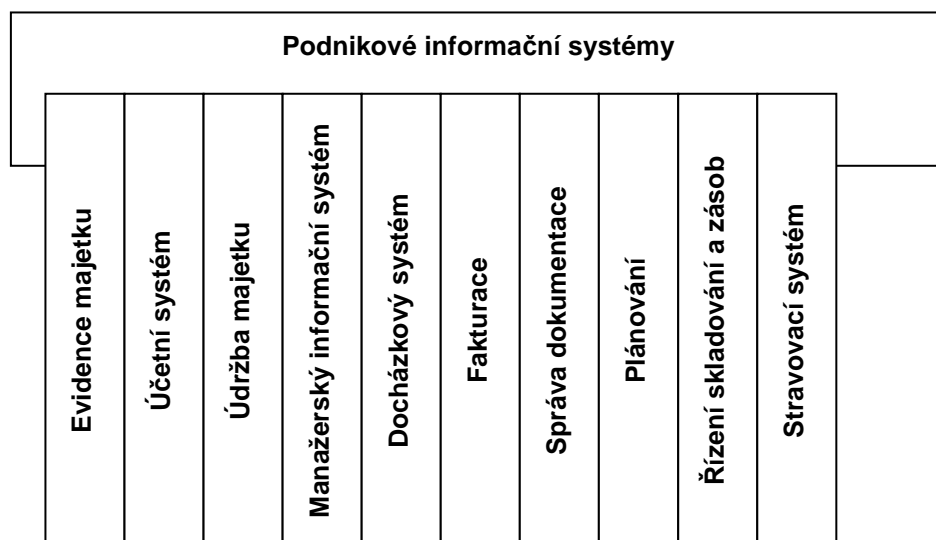 Podnikové informační systémy
Evidence majetku
Účetní systém
Údržba majetku
Manažerský informační systém
Docházkový systém
Fakturace
Správa dokumentace
Plánování
Řízení skladování a zásob
Stravovací systém